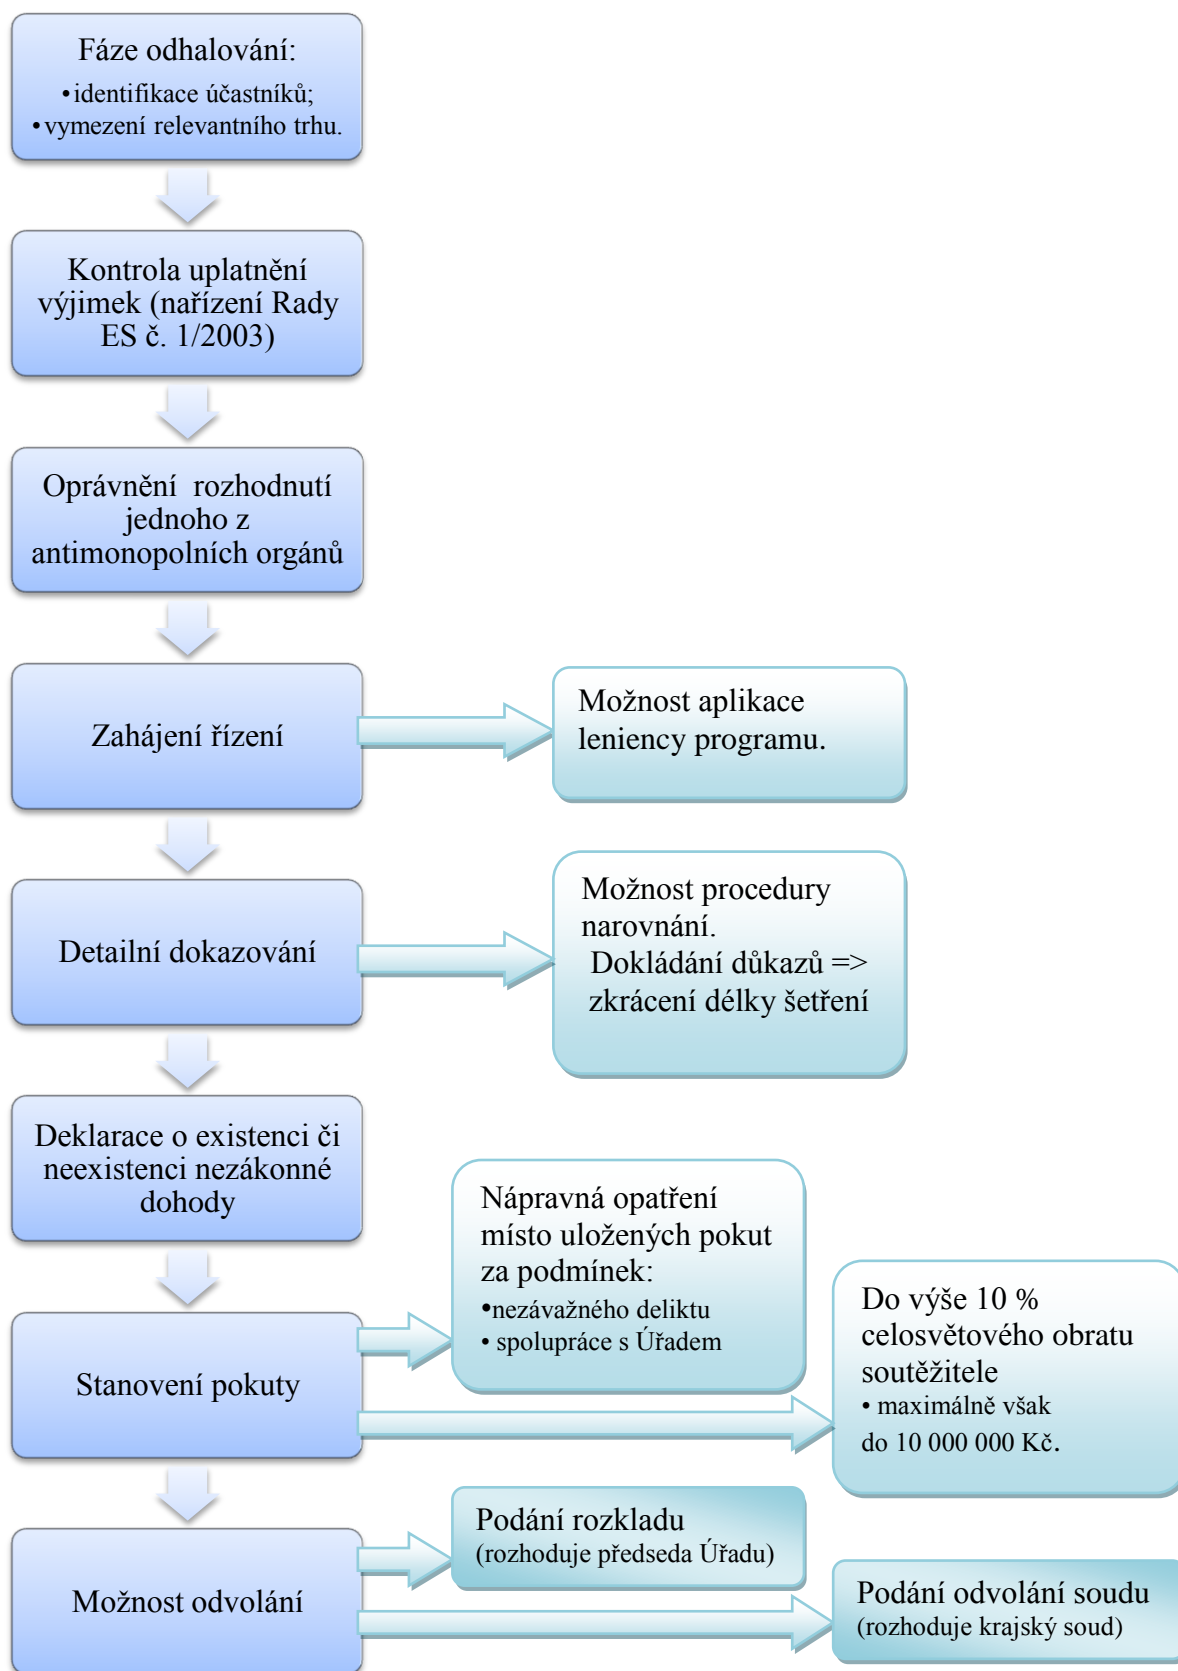 Fáze odhalování:
•identifikace účastníků;
•vymezení relevantního trhu.
Kontrola uplatnění
výjimek (nařízení Rady
ES č. 1/2003)
Oprávnění rozhodnutí
jednoho z
antimonopolních orgánů
Zahájení řízení
Možnost aplikace
leniency programu.
Detailní dokazování
Možnost procedury
narovnání.
Dokládání důkazů =>
zkrácení délky šetření
Deklarace o existenci či
neexistenci nezákonné
dohody
Nápravná opatření
místo uložených pokut
za podmínek:
•nezávažného deliktu
• spolupráce s Úřadem
Stanovení pokuty
Do výše 10 %
celosvětového obratu
soutěžitele
• maximálně však
do 10 000 000 Kč.
Možnost odvolání
Podání rozkladu
(rozhoduje předseda Úřadu)
Podání odvolání soudu
(rozhoduje krajský soud)